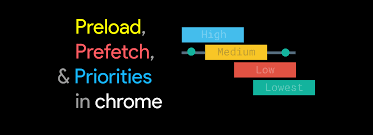 Preload,
Prefetch,
& Priorities
in chrome
High
Medium
Low
Lowest